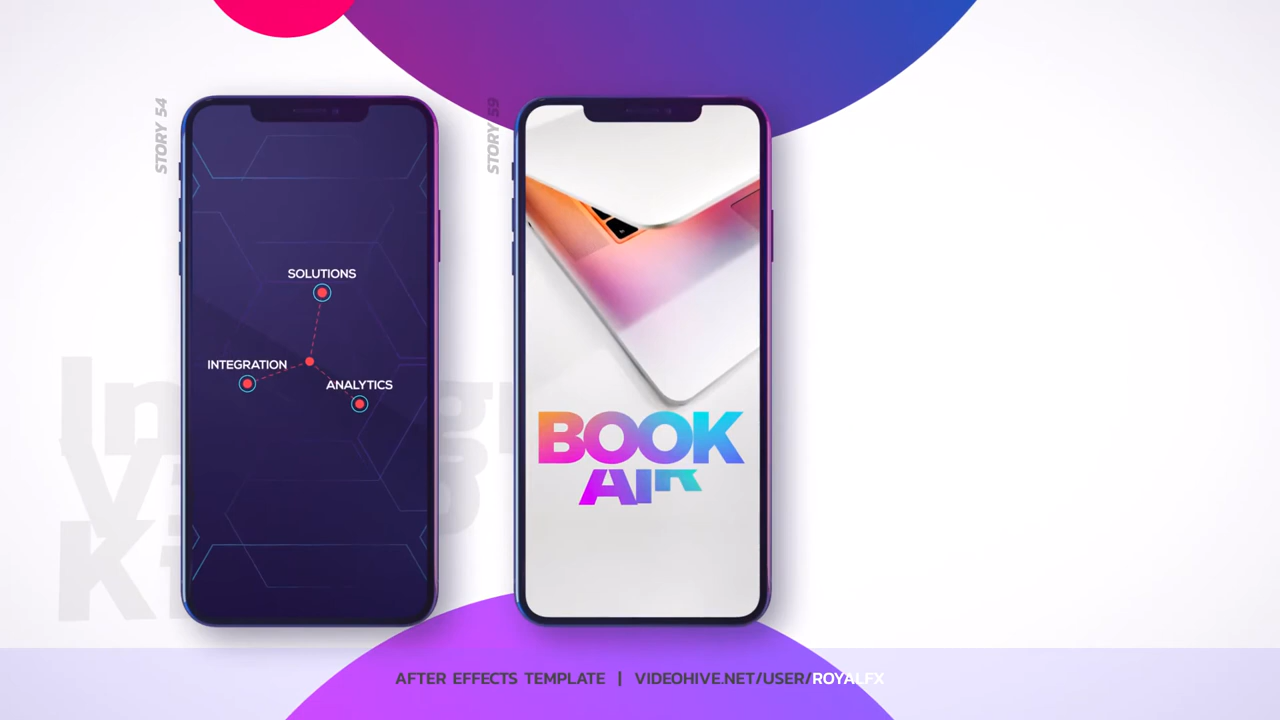 STORY 54
STORY 59
SOLUTIONS
INTEGRATION
ANALYTICS
BOOK
AIR
AFTER EFFECTS TEMPLATE | VIDEOHIVE.NET/USER/ROYALFX